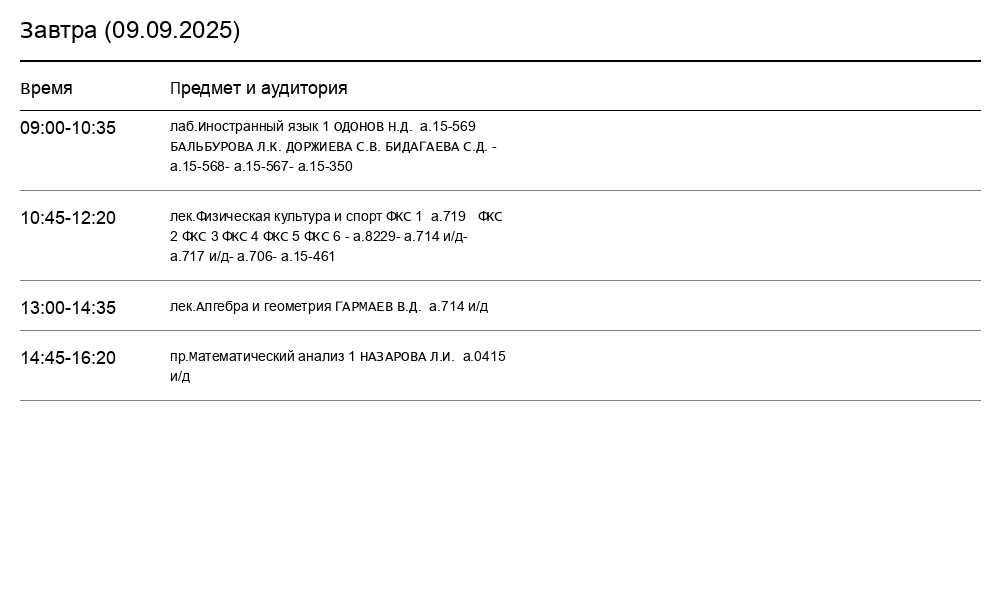 Завтра (09.09.2025)
Время Предмет и аудитория
09:00-10:35 лаб.Иностранный язык 1 ОДОНОВ Н.Д.  а.15-569
БАЛЬБУРОВА Л.К. ДОРЖИЕВА С.В. БИДАГАЕВА С.Д. -
а.15-568- а.15-567- а.15-350
10:45-12:20 лек.Физическая культура и спорт ФКС 1  а.719   ФКС
2 ФКС 3 ФКС 4 ФКС 5 ФКС 6 - а.8229- а.714 и/д-
а.717 и/д- а.706- а.15-461
13:00-14:35 лек.Алгебра и геометрия ГАРМАЕВ В.Д.  а.714 и/д
14:45-16:20 пр.Математический анализ 1 НАЗАРОВА Л.И.  а.0415
и/д